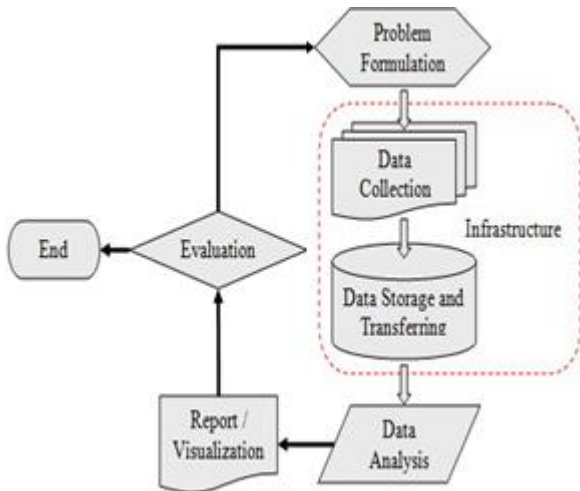 Problem
Formulation
Data
Collection
Infrastructure
End
Evaluation
Data Storage and
Transferring
Report /
Visualization
Data
Analysis